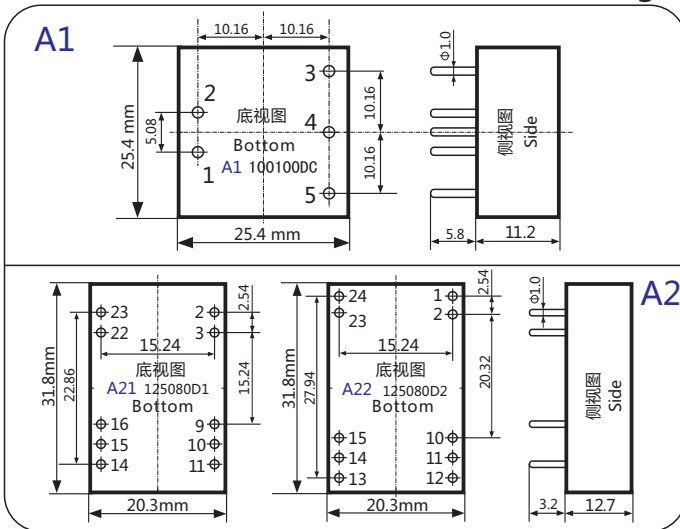 A1
10.16 10.16
Φ1.0
2
3
底视图
4
Bottom
A1 100100DC
1
5
25.4 mm
5.08
10.16
10.16
25.4 mm
侧视图
Side
5.8
11.2
A2
23
22
2
3
2.54
15.24
底视图
A21 125080D1
Bottom
16
15
14
9
10
11
31.8mm
22.86
15.24
20.3mm
24
23
1
2
2.54
15.24
底视图
A22 125080D2
Bottom
15
14
13
10
11
12
31.8mm
27.94
20.32
20.3mm
Φ1.0
侧视图
Side
3.2
12.7